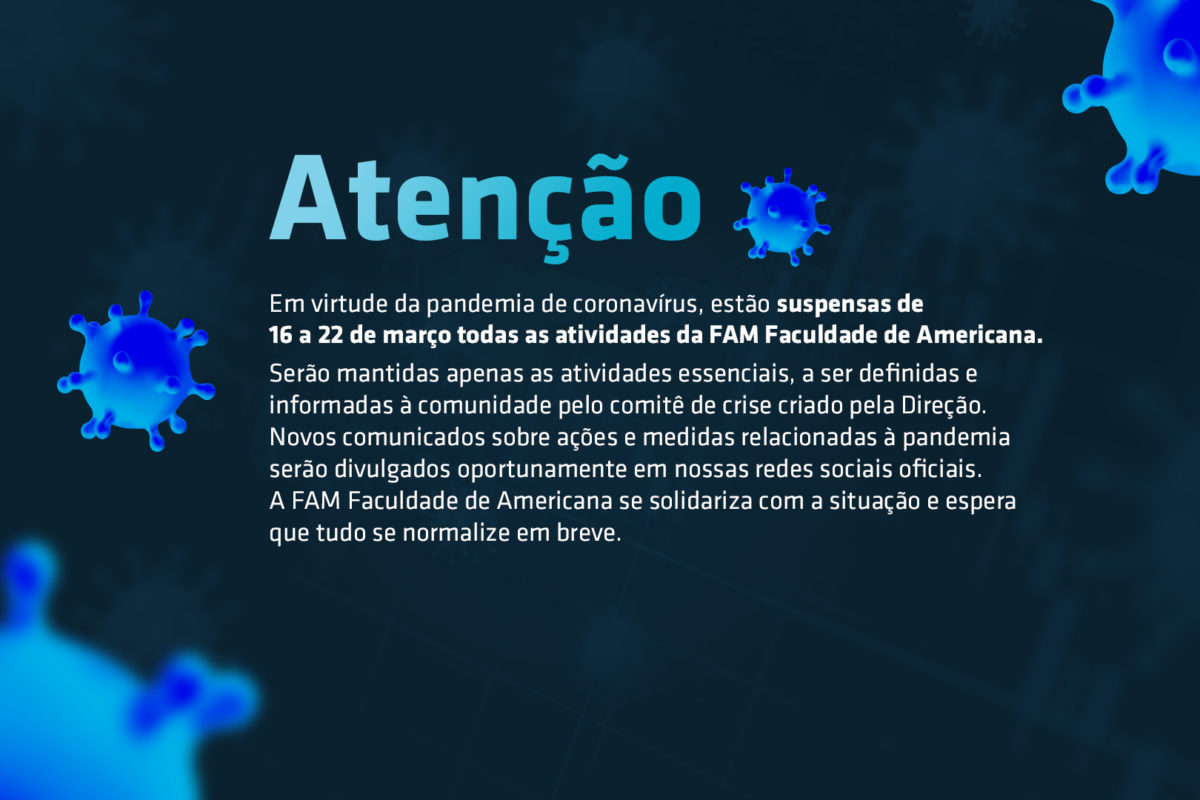 Atenção
Em virtude da pandemia de coronavírus, estão suspensas de
16 a 22 de março todas as atividades da FAM Faculdade de Americana.
Serão mantidas apenas as atividades essenciais, a ser definidas e
informadas à comunidade pelo comitê de crise criado pela Direção.
Novos comunicados sobre ações e medidas relacionadas à pandemia
serão divulgados oportunamente em nossas redes sociais oficiais.
A FAM Faculdade de Americana se solidariza com a situação e espera
que tudo se normalize em breve.